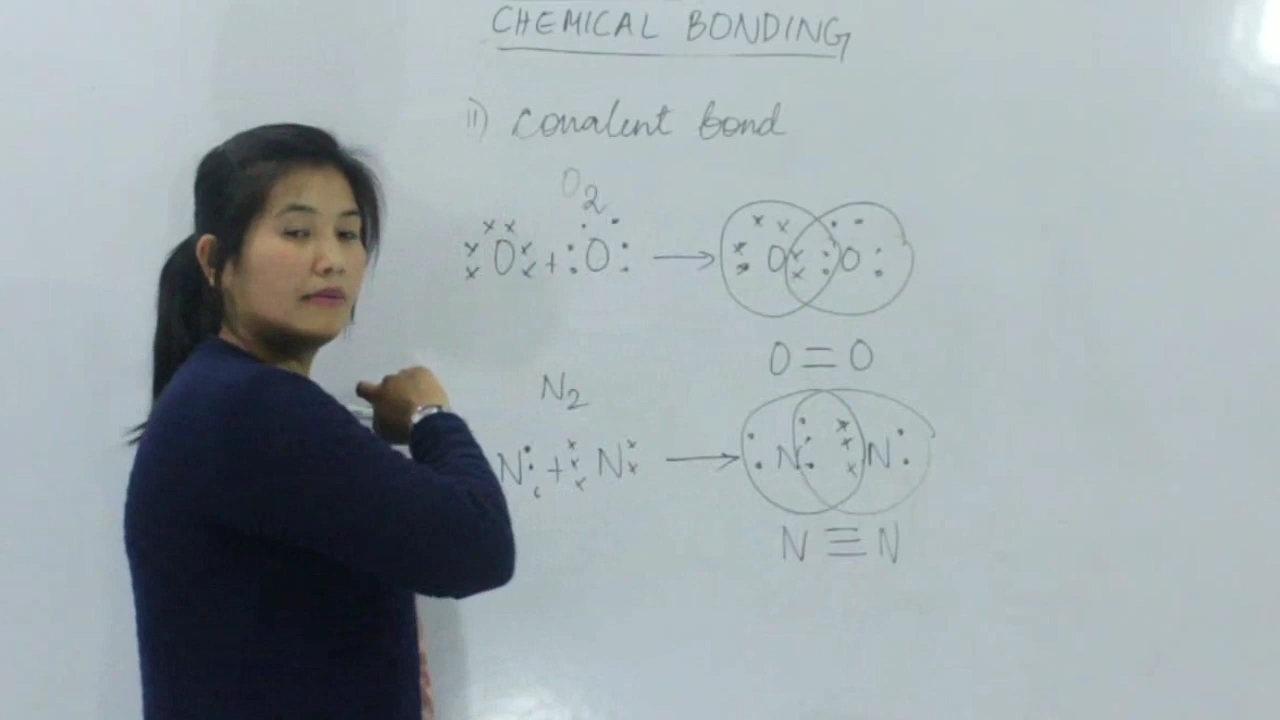 CHEMICAL BONDING
ii) Covalent bond
O2
O + O →  O O
O = O
N2
N + N → N N
N ≡ N